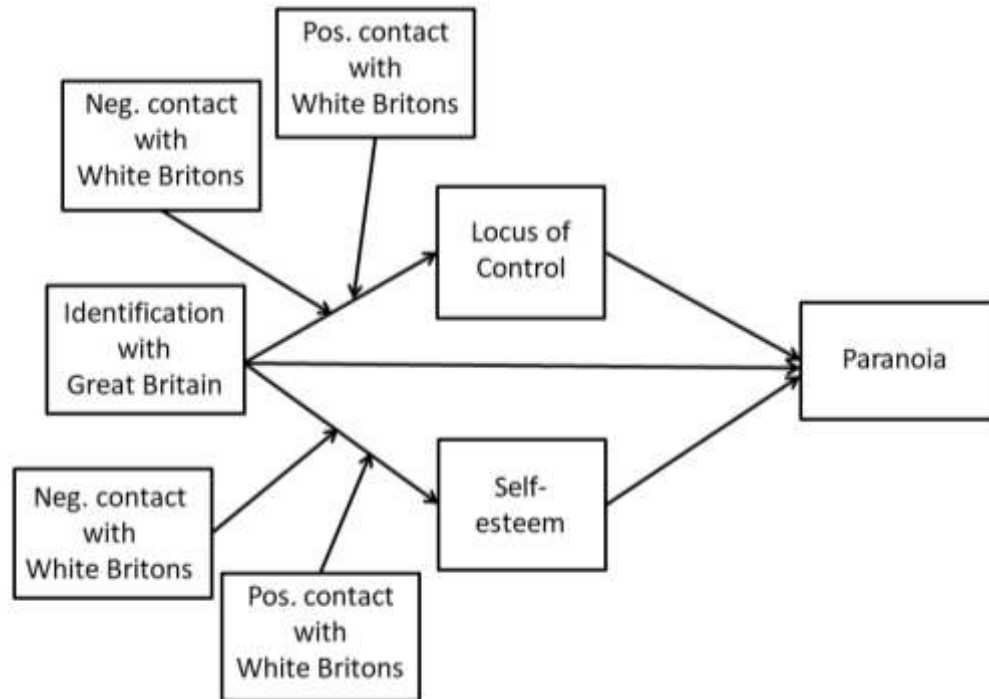 Pos. contact
with
White Britons
Neg. contact
with
White Britons
Locus of
Control
Identification
with
Great Britain
Paranoia
Self-
esteem
Neg. contact
with
White Britons
Pos. contact
with
White Britons